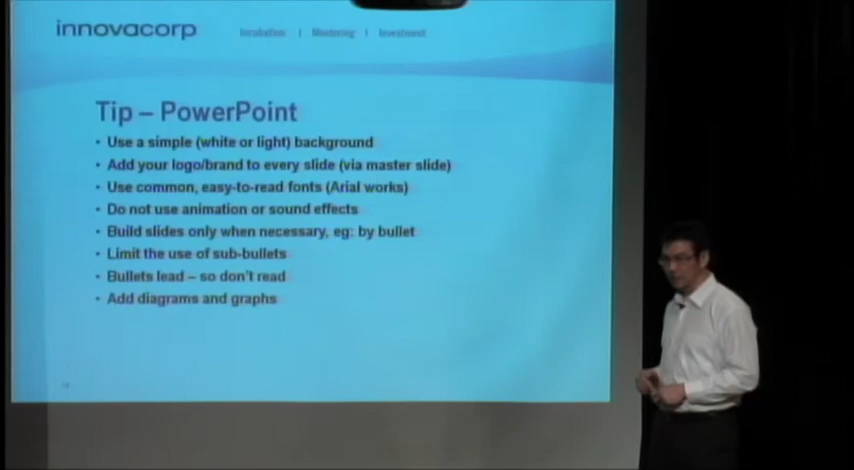 innovacorp
Incubation | Mentoring | Investment
Tip – PowerPoint
• Use a simple (white or light) background
• Add your logo/brand to every slide (via master slide)
• Use common, easy-to-read fonts (Arial works)
• Do not use animation or sound effects
• Build slides only when necessary, eg: by bullet
• Limit the use of sub-bullets
• Bullets lead – so don't read
• Add diagrams and graphs